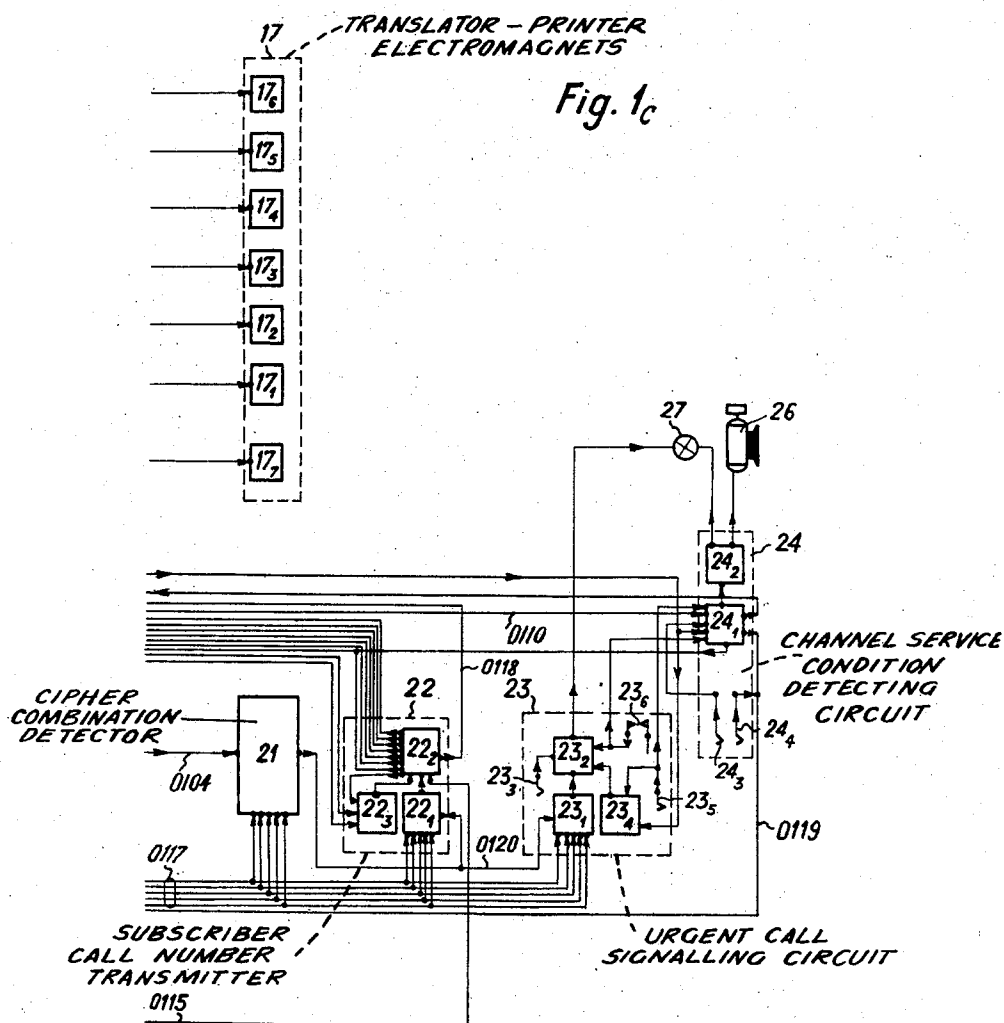 17
TRANSLATOR – PRINTER
ELECTROMAGNETS
Fig. 1c
17₆
17₅
17₄
17₃
17₂
17₁
17₇
27
26
24
24₂
24₁
0110
0118
CHANNEL SERVICE
CONDITION
DETECTING
CIRCUIT
CIPHER
COMBINATION
DETECTOR
22
23
23₆
21
22₂
23₂
24₄
24₃
0104
23₃
23₅
22₃
22₁
23₁
23₄
0119
0120
0117
SUBSCRIBER
CALL NUMBER
TRANSMITTER
URGENT CALL
SIGNALLING CIRCUIT
0115